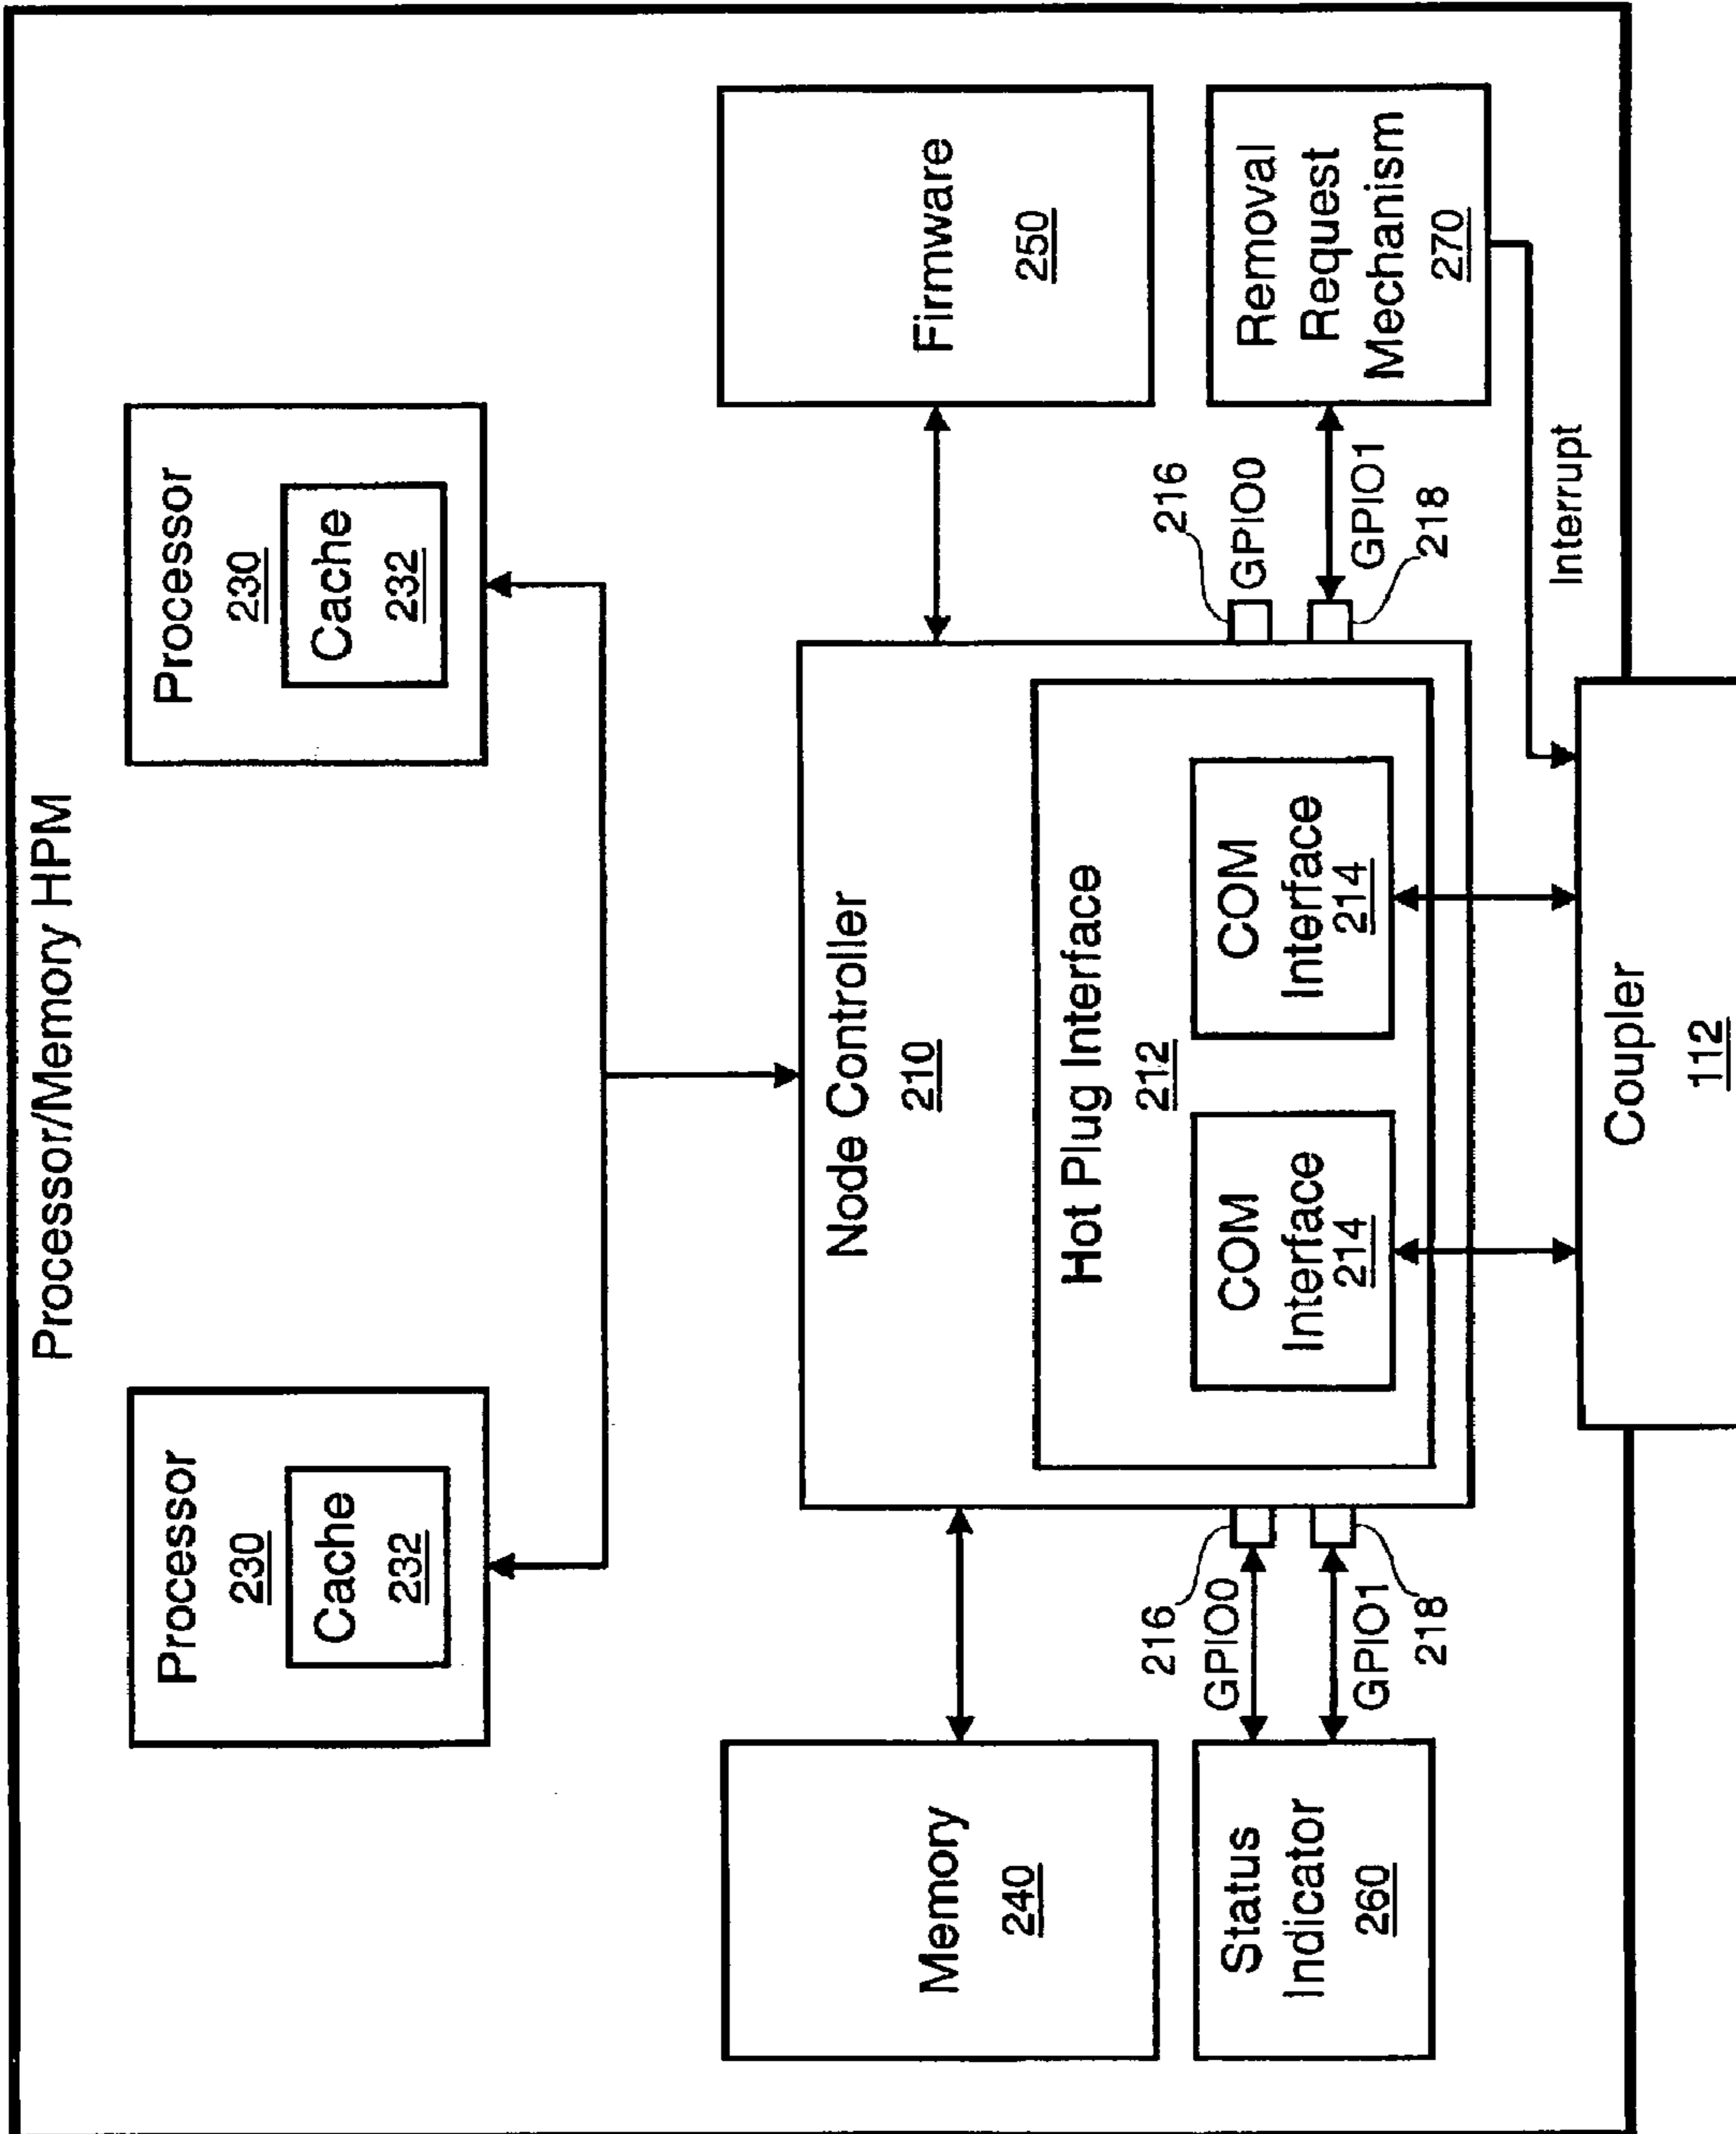 Processor/Memory HPM
Processor
230
Cache
232
Processor
230
Cache
232
Memory
240
Node Controller
210
Firmware
250
Hot Plug Interface
212
COM
Interface
214
COM
Interface
214
Status
Indicator
260
216
GPIO0
GPIO1
218
216
GPIO0
GPIO1
218
Removal
Request
Mechanism
270
Interrupt
Coupler
112